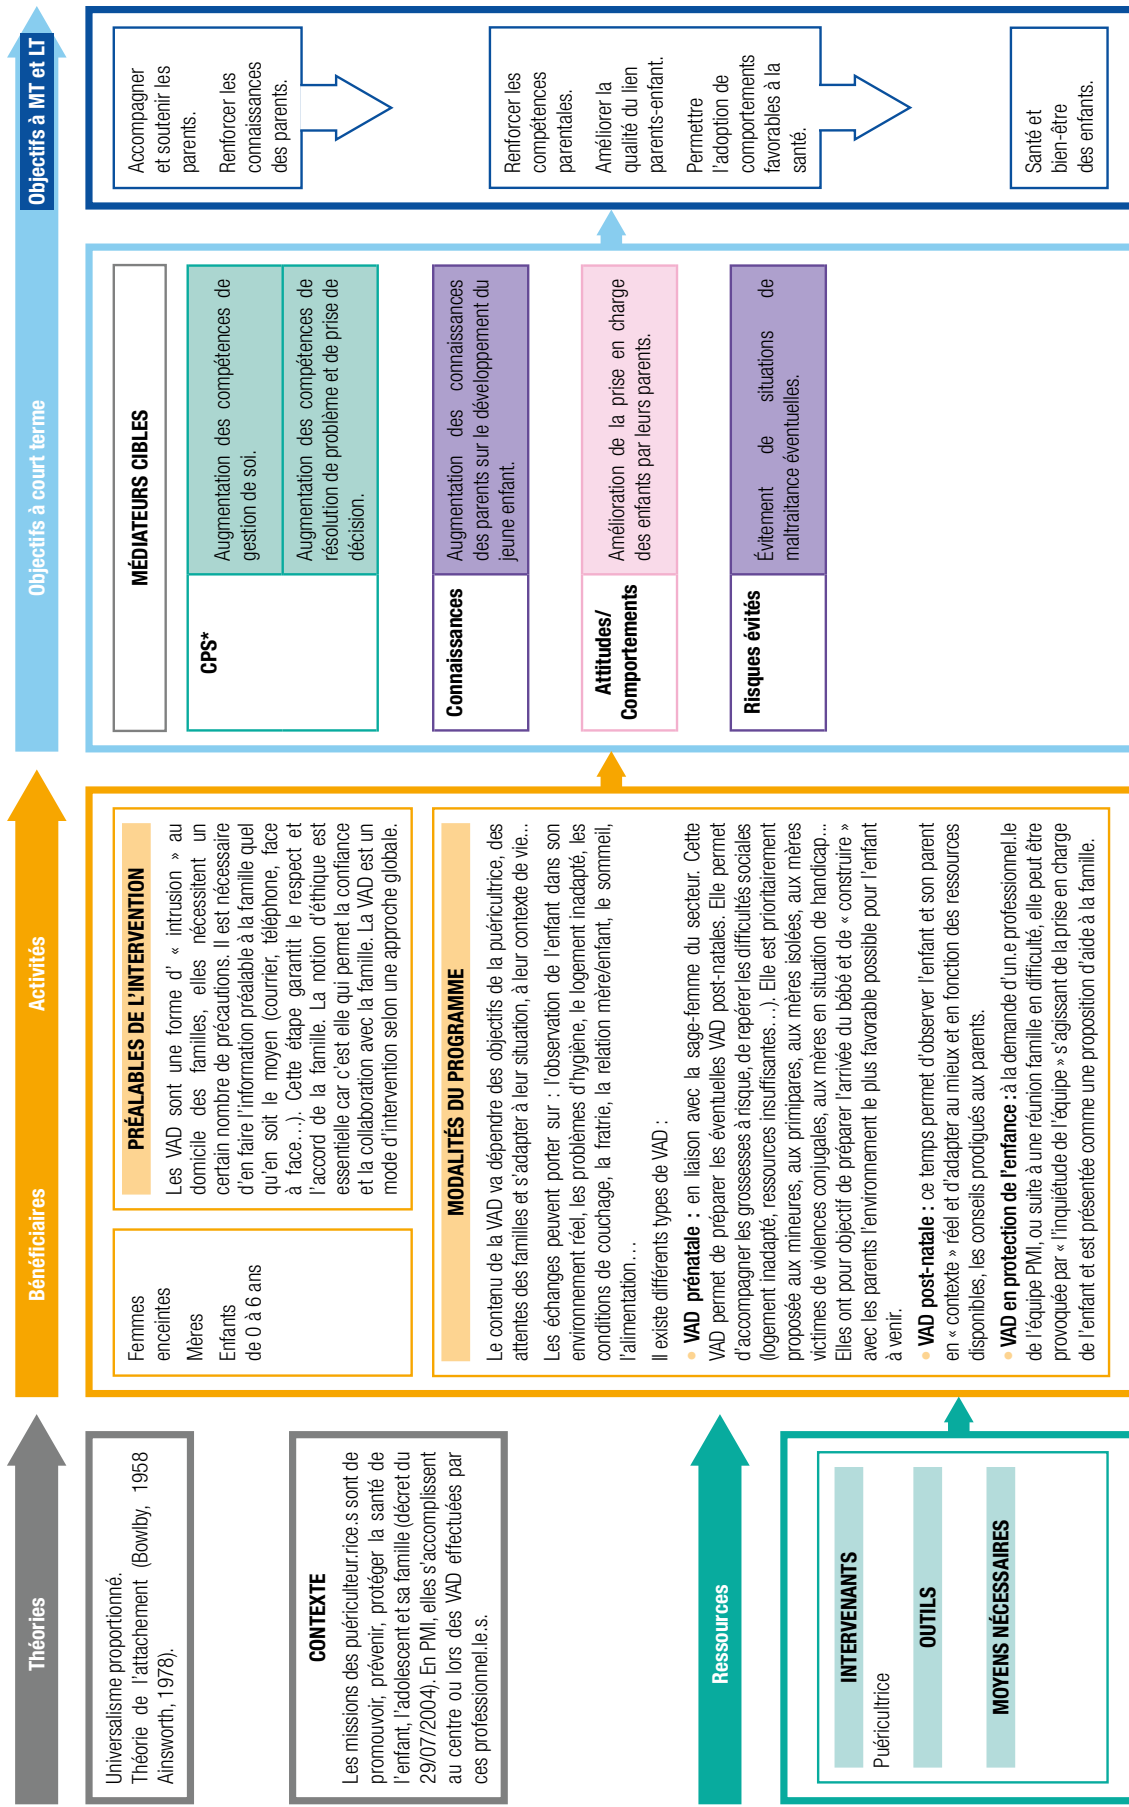 Théories
Universalisme proportionné.
Théorie de l'attachement (Bowlby, 1958
Ainsworth, 1978).
CONTEXTE
Les missions des puériculteur.rice.s sont de
promouvoir, prévenir, protéger la santé de
l'enfant, l'adolescent et sa famille (décret du
29/07/2004). En PMI, elles s'accomplissent
au centre ou lors des VAD effectuées par
ces professionnel.le.s.
Ressources
INTERVENANTS
Puéricultrice
OUTILS
MOYENS NÉCESSAIRES
Bénéficiaires
Activités
Femmes
enceintes
Mères
Enfants
de 0 à 6 ans
PRÉALABLES DE L'INTERVENTION
Les VAD sont une forme d' « intrusion » au
domicile des familles, elles nécessitent un
certain nombre de précautions. Il est nécessaire
d'en faire l'information préalable à la famille quel
qu'en soit le moyen (courrier, téléphone, face
à face…). Cette étape garantit le respect et
l'accord de la famille. La notion d'éthique est
essentielle car c'est elle qui permet la confiance
et la collaboration avec la famille. La VAD est un
mode d'intervention selon une approche globale.
MODALITÉS DU PROGRAMME
Le contenu de la VAD va dépendre des objectifs de la puéricultrice, des
attentes des familles et s'adapter à leur situation, à leur contexte de vie…
Les échanges peuvent porter sur : l'observation de l'enfant dans son
environnement réel, les problèmes d'hygiène, le logement inadapté, les
conditions de couchage, la fratrie, la relation mère/enfant, le sommeil,
l'alimentation…
Il existe différents types de VAD :
• VAD prénatale : en liaison avec la sage-femme du secteur. Cette
VAD permet de préparer les éventuelles VAD post-natales. Elle permet
d'accompagner les grossesses à risque, de repérer les difficultés sociales
(logement inadapté, ressources insuffisantes…). Elle est prioritairement
proposée aux mineures, aux primipares, aux mères isolées, aux mères
victimes de violences conjugales, aux mères en situation de handicap…
Elles ont pour objectif de préparer l'arrivée du bébé et de « construire »
avec les parents l'environnement le plus favorable possible pour l'enfant
à venir.
• VAD post-natale : ce temps permet d'observer l'enfant et son parent
en « contexte » réel et d'adapter au mieux et en fonction des ressources
disponibles, les conseils prodigués aux parents.
• VAD en protection de l'enfance : à la demande d'un.e professionnel.le
de l'équipe PMI, ou suite à une réunion famille en difficulté, elle peut être
provoquée par « l'inquiétude de l'équipe » s'agissant de la prise en charge
de l'enfant et est présentée comme une proposition d'aide à la famille.
Objectifs à court terme
MÉDIATEURS CIBLES
CPS*
Augmentation des compétences de
gestion de soi.
Augmentation des compétences de
résolution de problème et de prise de
décision.
Connaissances
Augmentation des connaissances
des parents sur le développement du
jeune enfant.
Attitudes/
Comportements
Amélioration de la prise en charge
des enfants par leurs parents.
Risques évités
Évitement de situations de
maltraitance éventuelles.
Objectifs à MT et LT
Accompagner
et soutenir les
parents.
Renforcer les
connaissances
des parents.
Renforcer les
compétences
parentales.
Améliorer la
qualité du lien
parents-enfant.
Permettre
l'adoption de
comportements
favorables à la
santé.
Santé et
bien-être
des enfants.